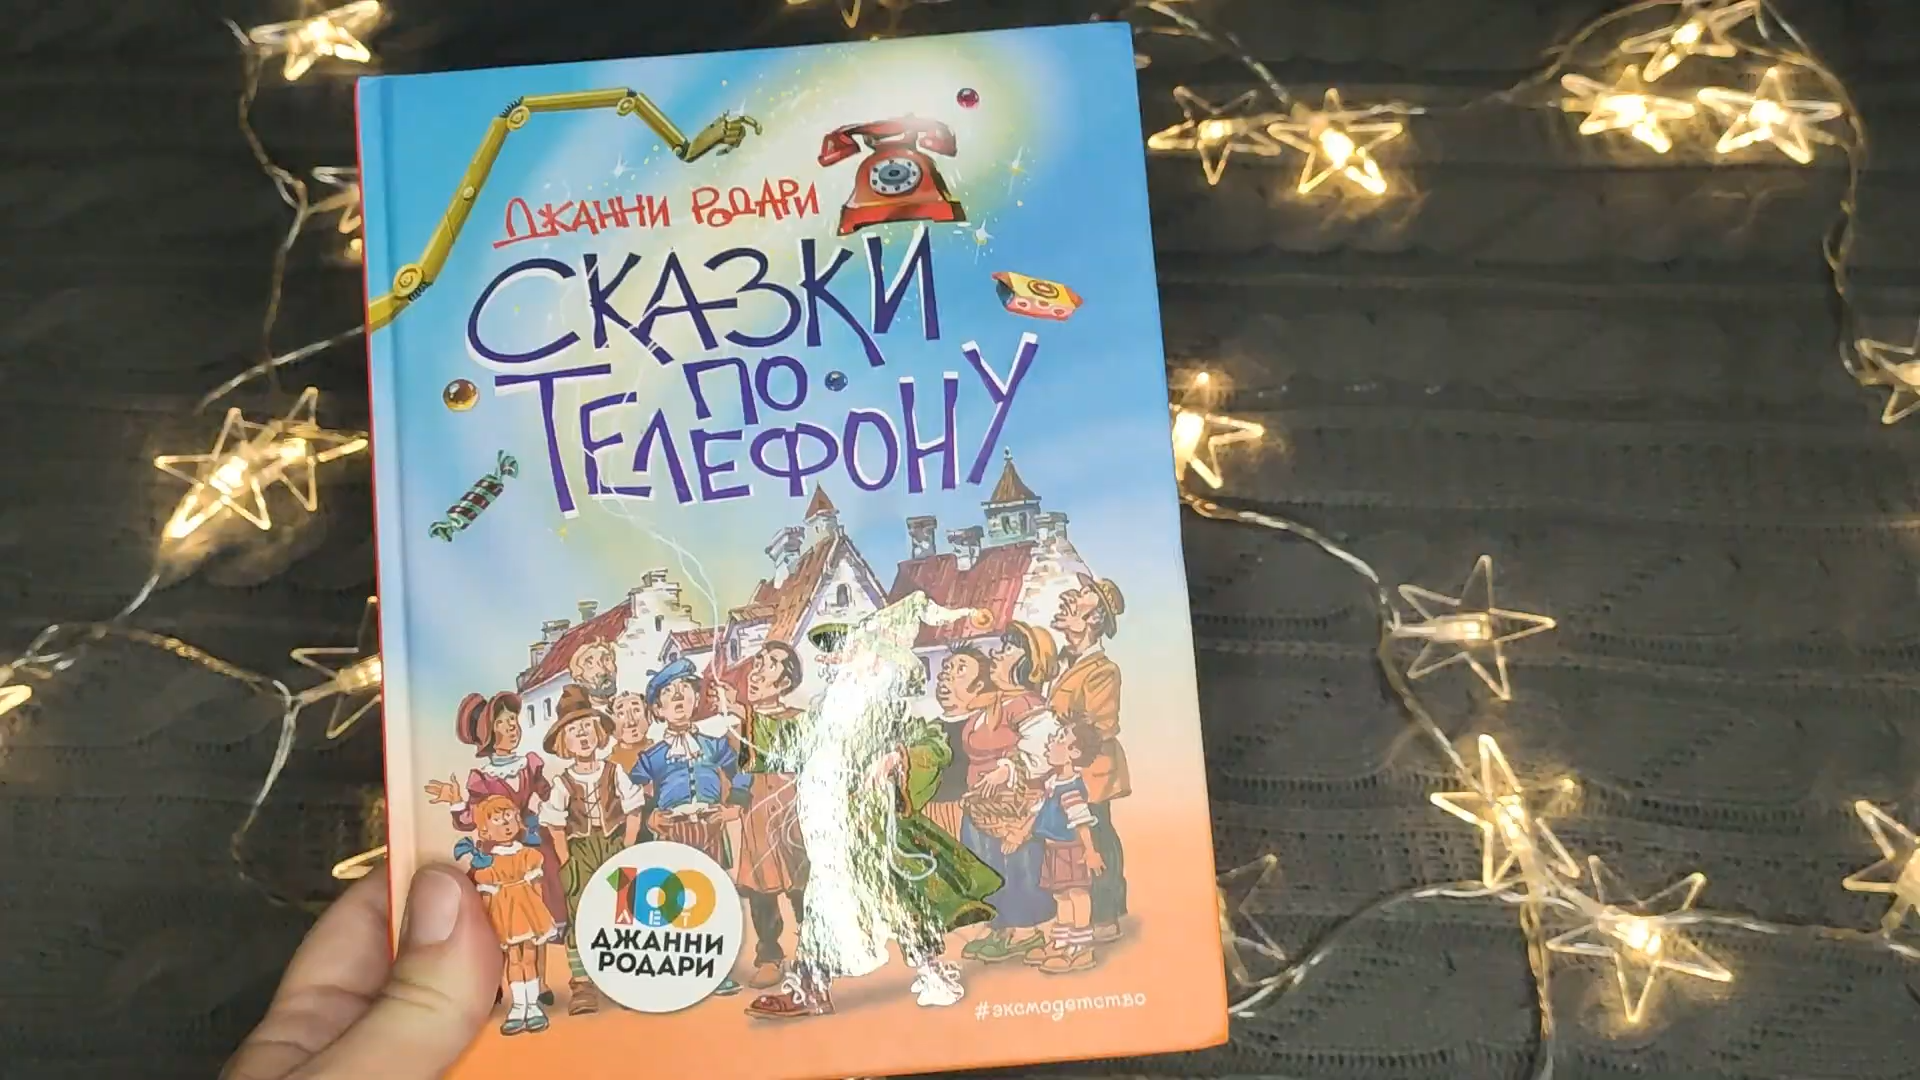 ДЖАННИ РОДАРИ
СКАЗКИ
ПО
ТЕЛЕФОНУ
100
ЛЕТ
ДЖАННИ
РОДАРИ
#эксмодетство